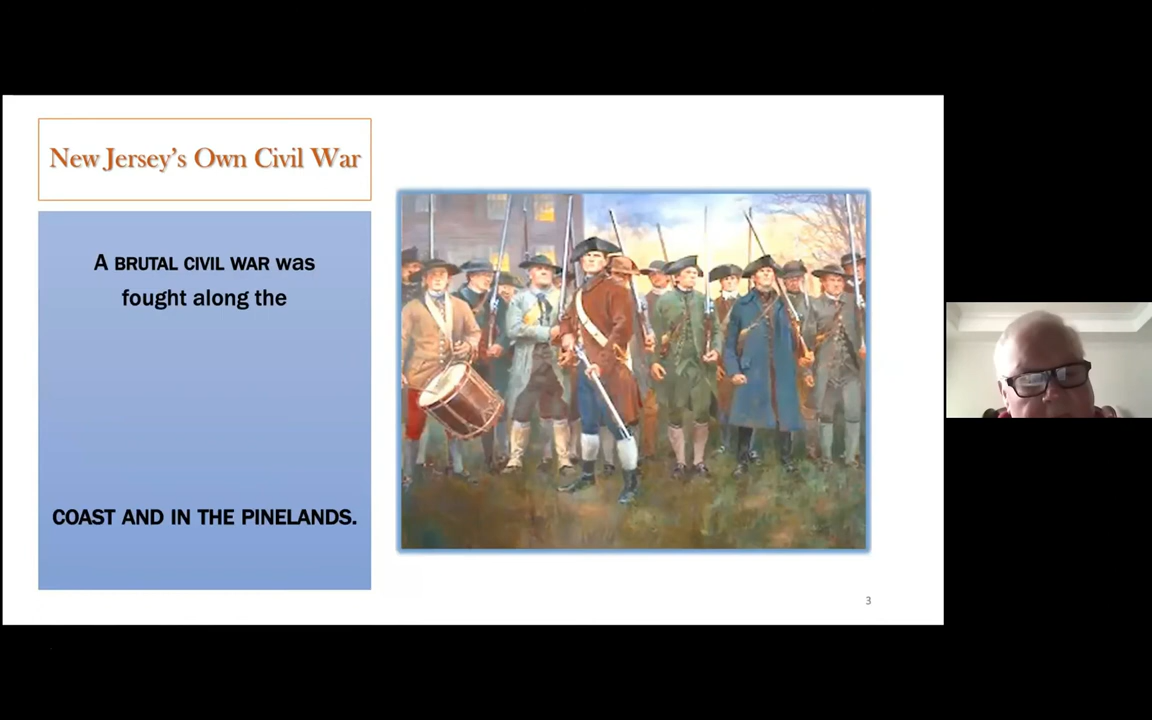 New Jersey's Own Civil War
A BRUTAL CIVIL WAR was
fought along the
COAST AND IN THE PINELANDS.
3